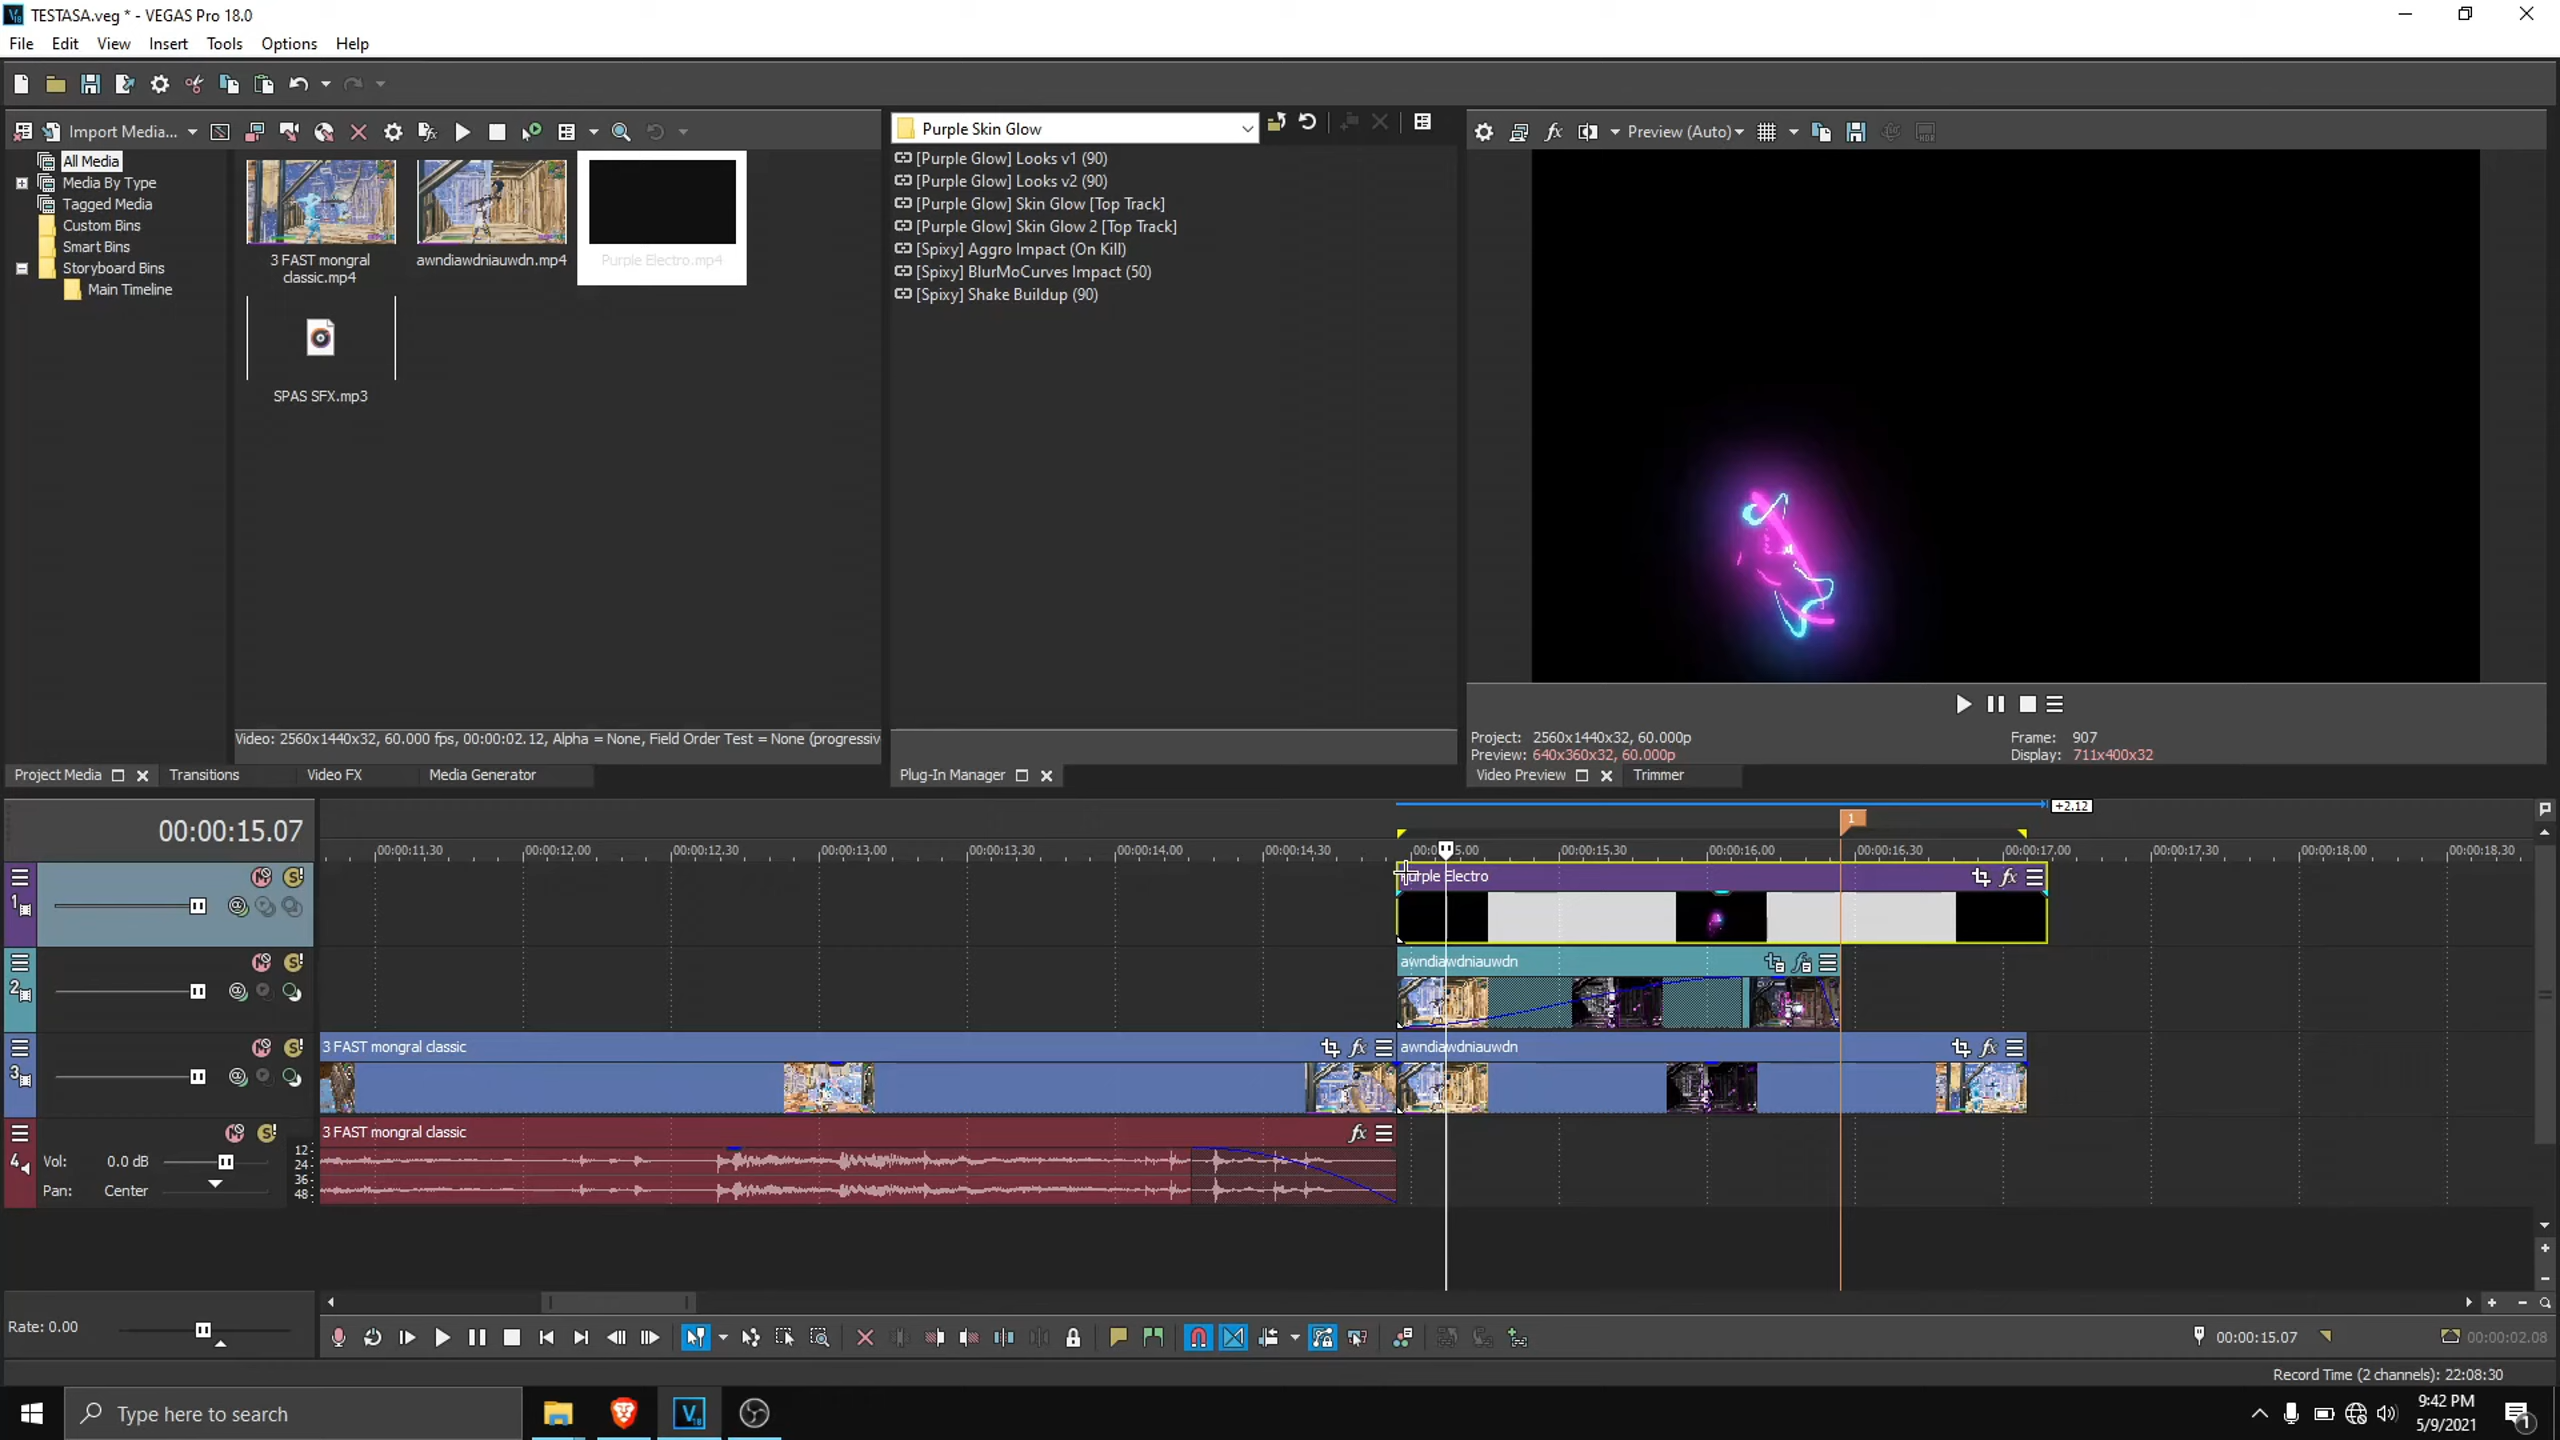 TESTASA.veg * - VEGAS Pro 18.0
File Edit View Insert Tools Options Help
Import Media...
All Media
Media By Type
Tagged Media
Custom Bins
Smart Bins
Storyboard Bins
Main Timeline
3 FAST mongral
classic.mp4
awndiawdniauwdn.mp4
Purple Electro.mp4
SPAS SFX.mp3
Video: 2560x1440x32, 60.000 fps, 00:00:02.12, Alpha = None, Field Order Test = None (progressiv
Project Media Transitions Video FX Media Generator
Purple Skin Glow
[Purple Glow] Looks v1 (90)
[Purple Glow] Looks v2 (90)
[Purple Glow] Skin Glow [Top Track]
[Purple Glow] Skin Glow 2 [Top Track]
[Spixy] Aggro Impact (On Kill)
[Spixy] BlurMoCurves Impact (50)
[Spixy] Shake Buildup (90)
Plug-In Manager
Preview (Auto)
Project: 2560x1440x32, 60.000p
Preview: 640x360x32, 60.000p
Frame: 907
Display: 711x400x32
Video Preview Trimmer
00:00:15.07
+2.12
1
00:00:11.30 00:00:12.00 00:00:12.30 00:00:13.00 00:00:13.30 00:00:14.00 00:00:14.30 00:00:15.00 00:00:15.30 00:00:16.00 00:00:16.30 00:00:17.00 00:00:17.30 00:00:18.00 00:00:18.30
1
Purple Electro fx
2
awndiawdniauwdn
3
3 FAST mongral classic fx
awndiawdniauwdn fx
4
3 FAST mongral classic fx
Vol: 0.0 dB
Pan: Center
12
24
36
48
Rate: 0.00
00:00:15.07
00:00:02.08
Record Time (2 channels): 22:08:30
Type here to search
9:42 PM
5/9/2021
1